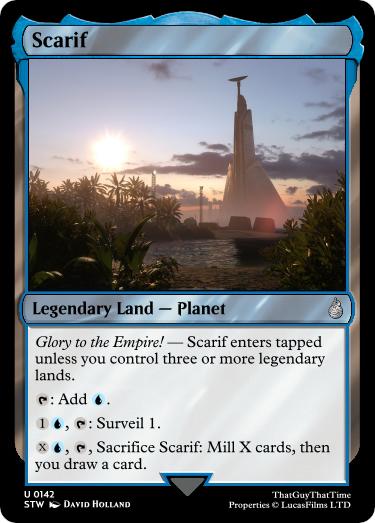 Scarif
Legendary Land — Planet
Glory to the Empire! — Scarif enters tapped
unless you control three or more legendary
lands.
: Add .
1 , : Surveil 1.
X , , Sacrifice Scarif: Mill X cards, then
you draw a card.
U 0142
STW DAVID HOLLAND
ThatGuyThatTime
Properties © LucasFilms LTD